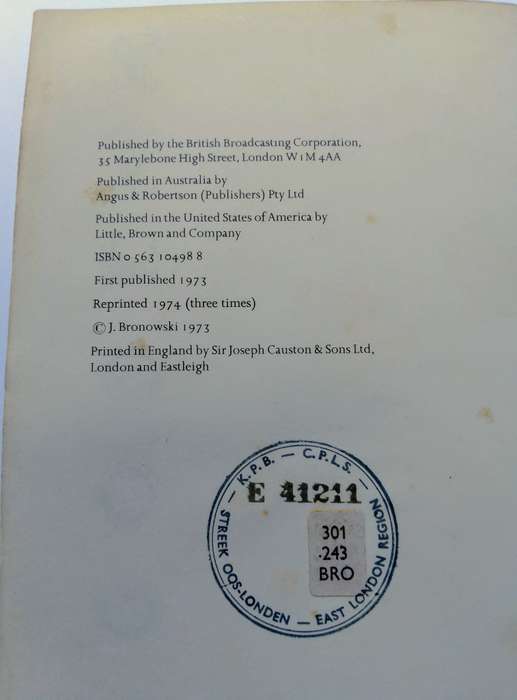 Published by the British Broadcasting Corporation,
35 Marylebone High Street, London W1M 4AA
Published in Australia by
Angus & Robertson (Publishers) Pty Ltd
Published in the United States of America by
Little, Brown and Company
ISBN 0 563 10498 8
First published 1973
Reprinted 1974 (three times)
© J. Bronowski 1973
Printed in England by Sir Joseph Causton & Sons Ltd,
London and Eastleigh
K.P.B. — C.P.L.S.
E 41211
301
.243
BRO
STREEK OOS-LONDEN — EAST LONDON REGION